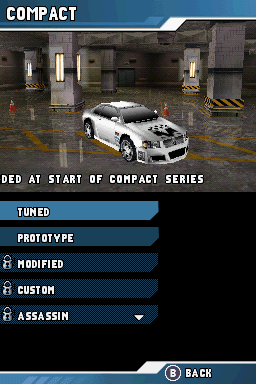 COMPACT
DED AT START OF COMPACT SERIES
TUNED
PROTOTYPE
MODIFIED
CUSTOM
ASSASSIN
B BACK